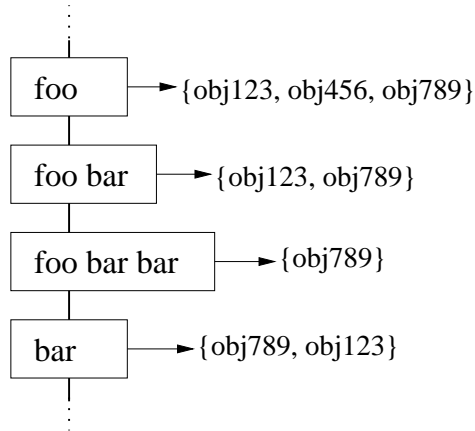 foo {obj123, obj456, obj789}
foo bar {obj123, obj789}
foo bar bar {obj789}
bar {obj789, obj123}